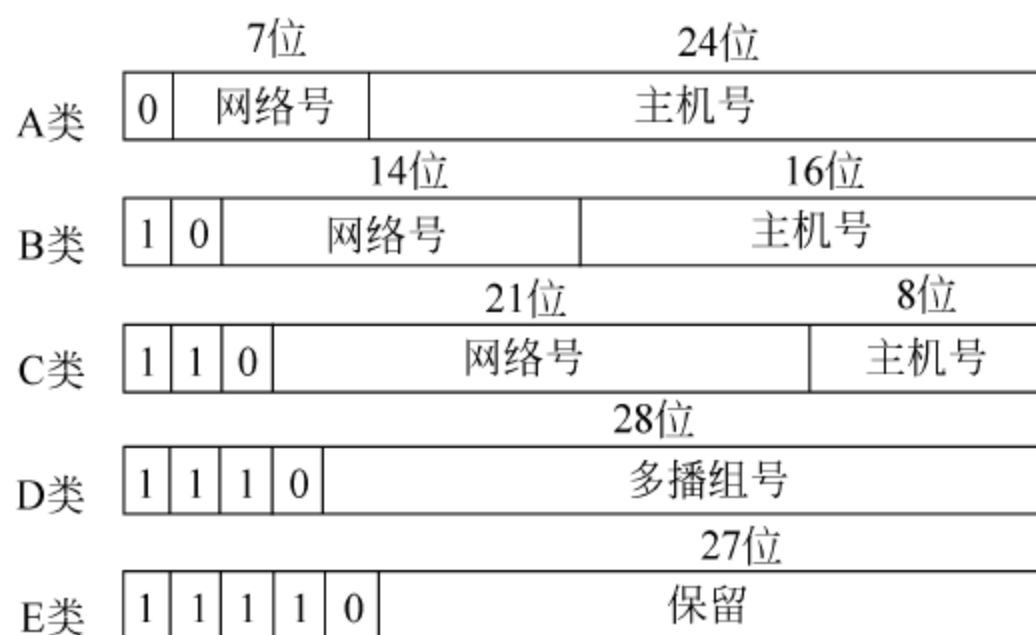 7位 24位
A类 0 网络号 主机号
14位 16位
B类 1 0 网络号 主机号
21位 8位
C类 1 1 0 网络号 主机号
28位
D类 1 1 1 0 多播组号
27位
E类 1 1 1 1 0 保留